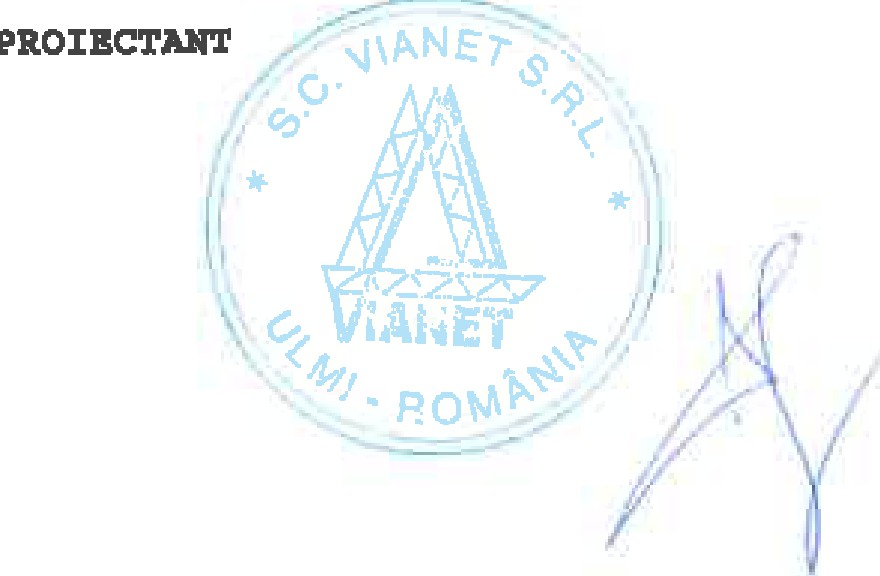 PROIECTANT
* S.C. VIANET S.R.L. *
VIANET
ULMI - ROMÂNIA